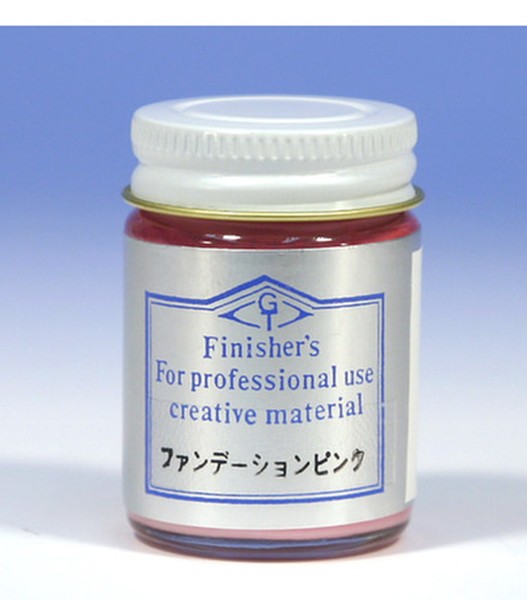 G
Finisher's
For professional use
creative material
ファンデーションピンク